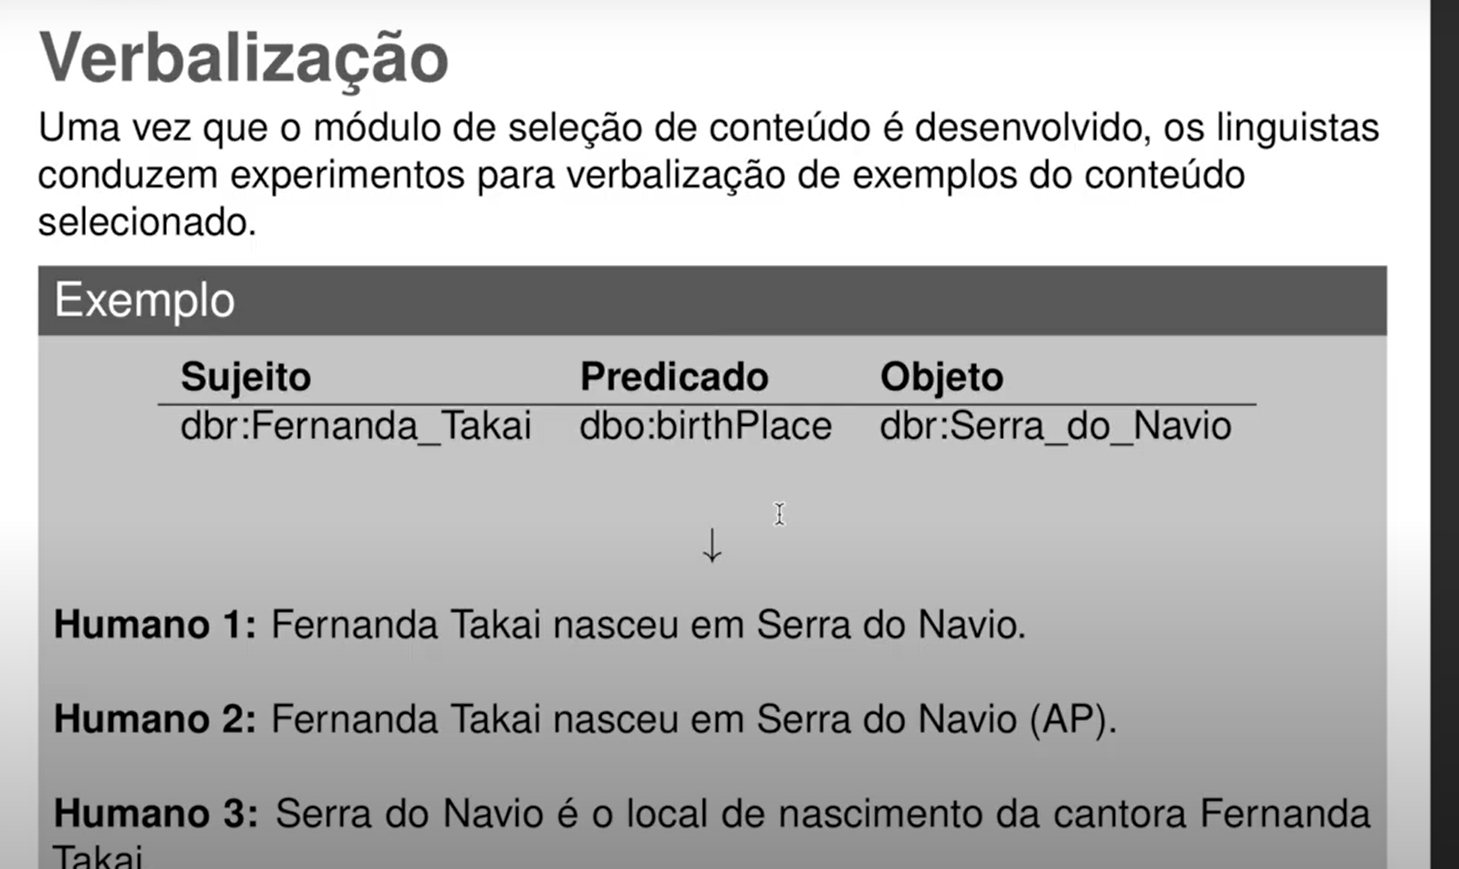 Verbalização
Uma vez que o módulo de seleção de conteúdo é desenvolvido, os linguistas
conduzem experimentos para verbalização de exemplos do conteúdo
selecionado.
Exemplo
Sujeito Predicado Objeto
dbr:Fernanda_Takai dbo:birthPlace dbr:Serra_do_Navio
↓
Humano 1: Fernanda Takai nasceu em Serra do Navio.
Humano 2: Fernanda Takai nasceu em Serra do Navio (AP).
Humano 3: Serra do Navio é o local de nascimento da cantora Fernanda
Takai